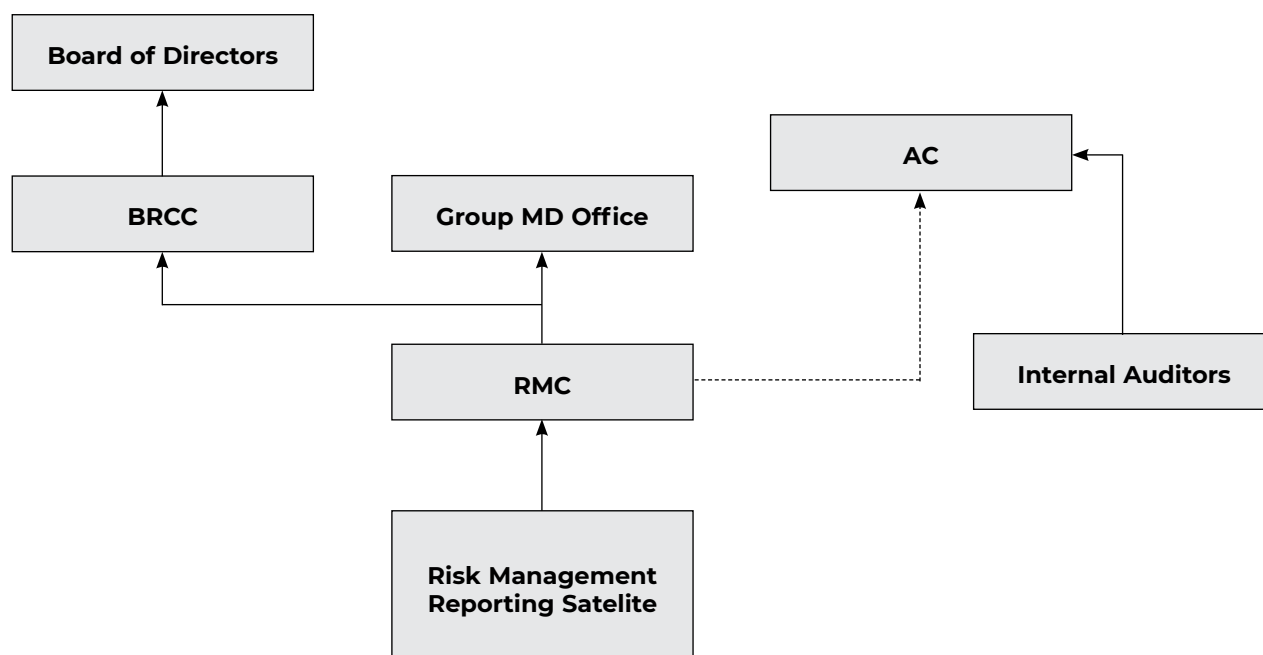 Board of Directors
AC
BRCC
Group MD Office
RMC
Internal Auditors
Risk Management
Reporting Satelite